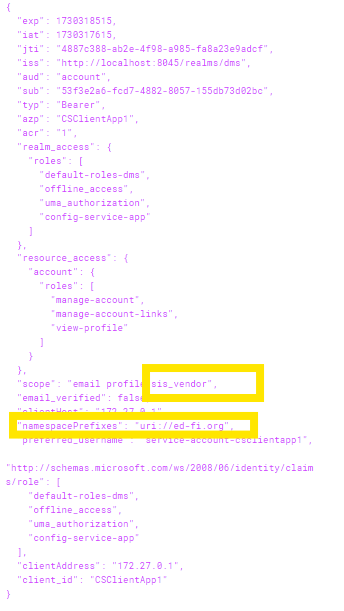 {
"exp": 1730318515,
"iat": 1730317615,
"jti": "4887c388-ab2e-4f98-a985-fa8a23e9adcf",
"iss": "http://localhost:8045/realms/dms",
"aud": "account",
"sub": "53f3e2a6-fcd7-4882-8057-155db73d02bc",
"typ": "Bearer",
"azp": "CSClientApp1",
"acr": "1",
"realm_access": {
"roles": [
"default-roles-dms",
"offline_access",
"uma_authorization",
"config-service-app"
]
},
"resource_access": {
"account": {
"roles": [
"manage-account",
"manage-account-links",
"view-profile"
]
}
},
"scope": "email profile sis_vendor",
"email_verified": false
"clientHost": "172.27.0.1",
"namespacePrefixes": "uri://ed-fi.org",
"preferred_username": "service-account-csclientapp1",
"http://schemas.microsoft.com/ws/2008/06/identity/claim
s/role": [
"default-roles-dms",
"offline_access",
"uma_authorization",
"config-service-app"
],
"clientAddress": "172.27.0.1",
"client_id": "CSClientApp1"
}